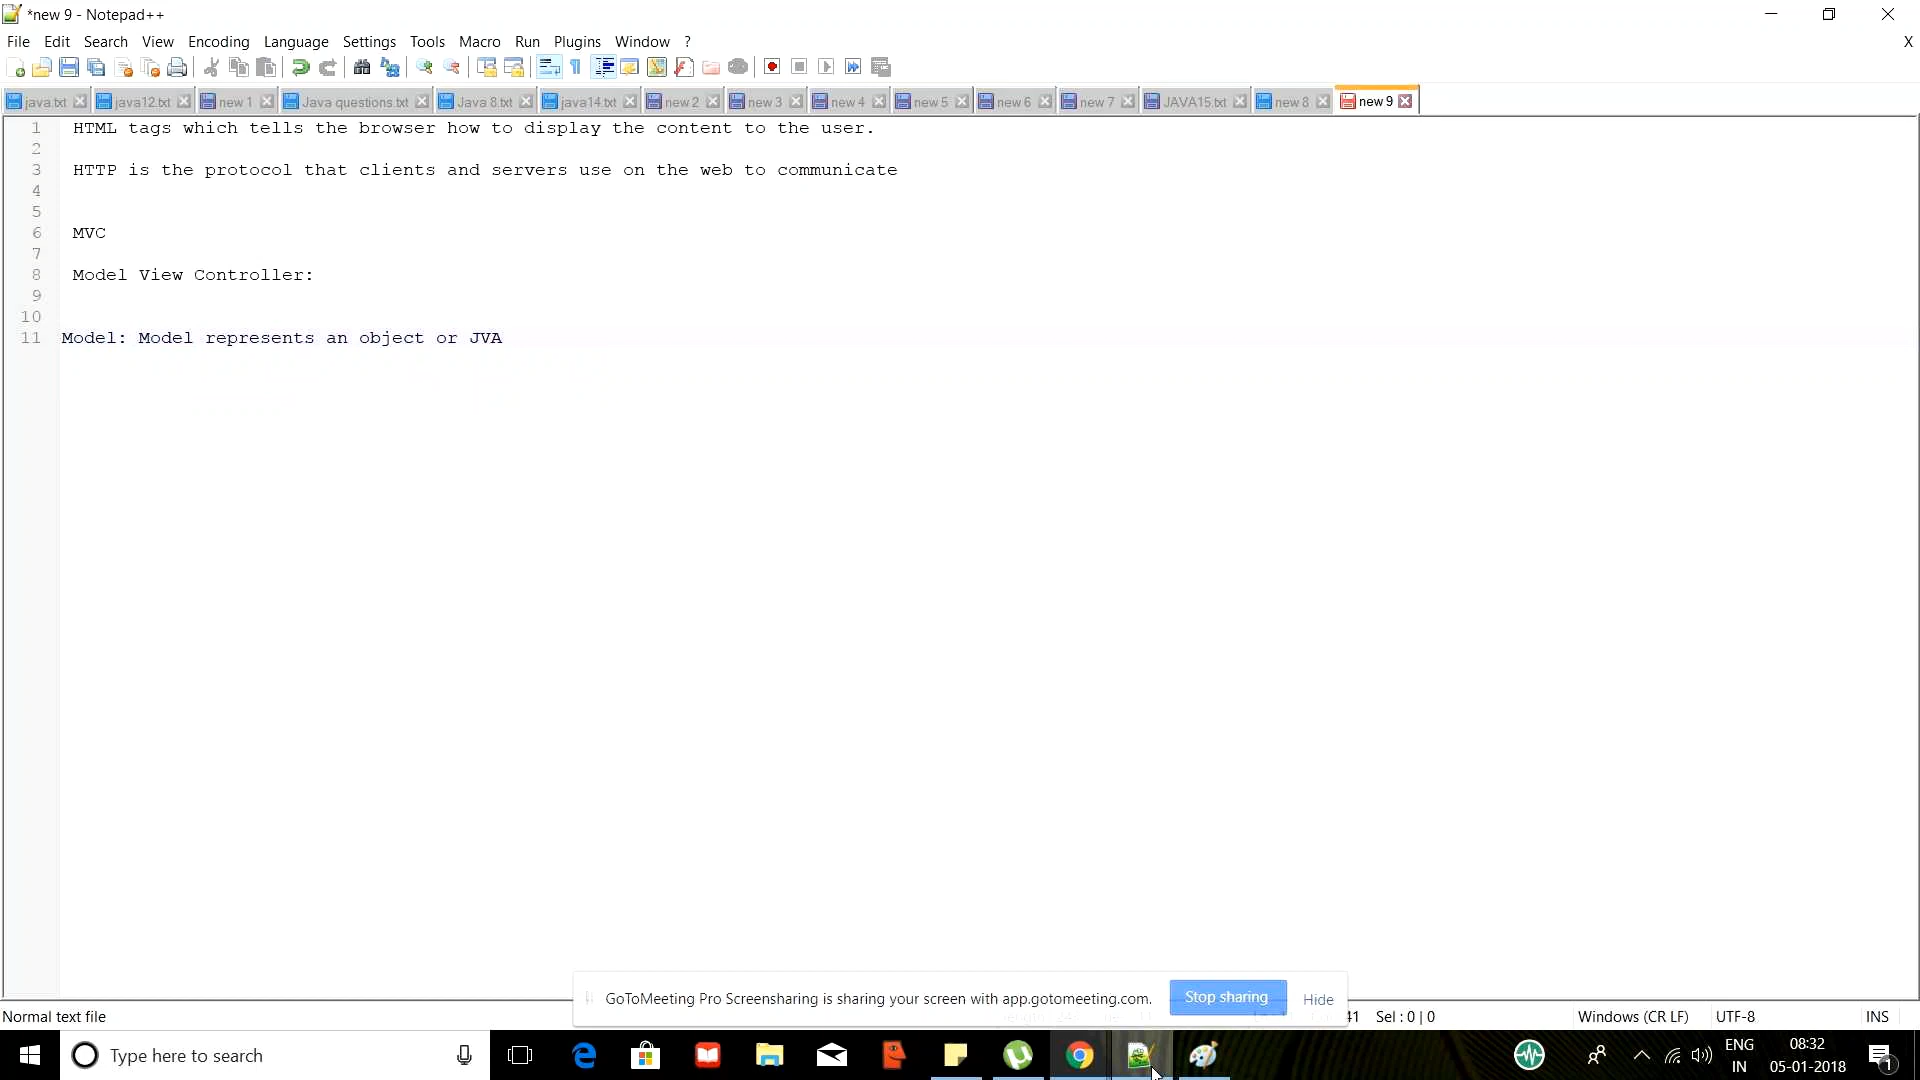 *new 9 - Notepad++
File Edit Search View Encoding Language Settings Tools Macro Run Plugins Window ? X
java.txt java12.txt new 1 Java questions.txt Java 8.txt java14.txt new 2 new 3 new 4 new 5 new 6 new 7 JAVA15.txt new 8 new 9
1 HTML tags which tells the browser how to display the content to the user.
2
3 HTTP is the protocol that clients and servers use on the web to communicate
4
5
6 MVC
7
8 Model View Controller:
9
10
11 Model: Model represents an object or JVA
GoToMeeting Pro Screensharing is sharing your screen with app.gotomeeting.com. Stop sharing Hide
Normal text file 41 Sel : 0 | 0 Windows (CR LF) UTF-8 INS
Type here to search
ENG 08:32
IN 05-01-2018 1